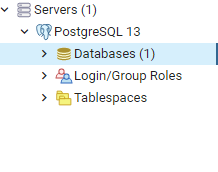 Servers (1)
PostgreSQL 13
Databases (1)
Login/Group Roles
Tablespaces